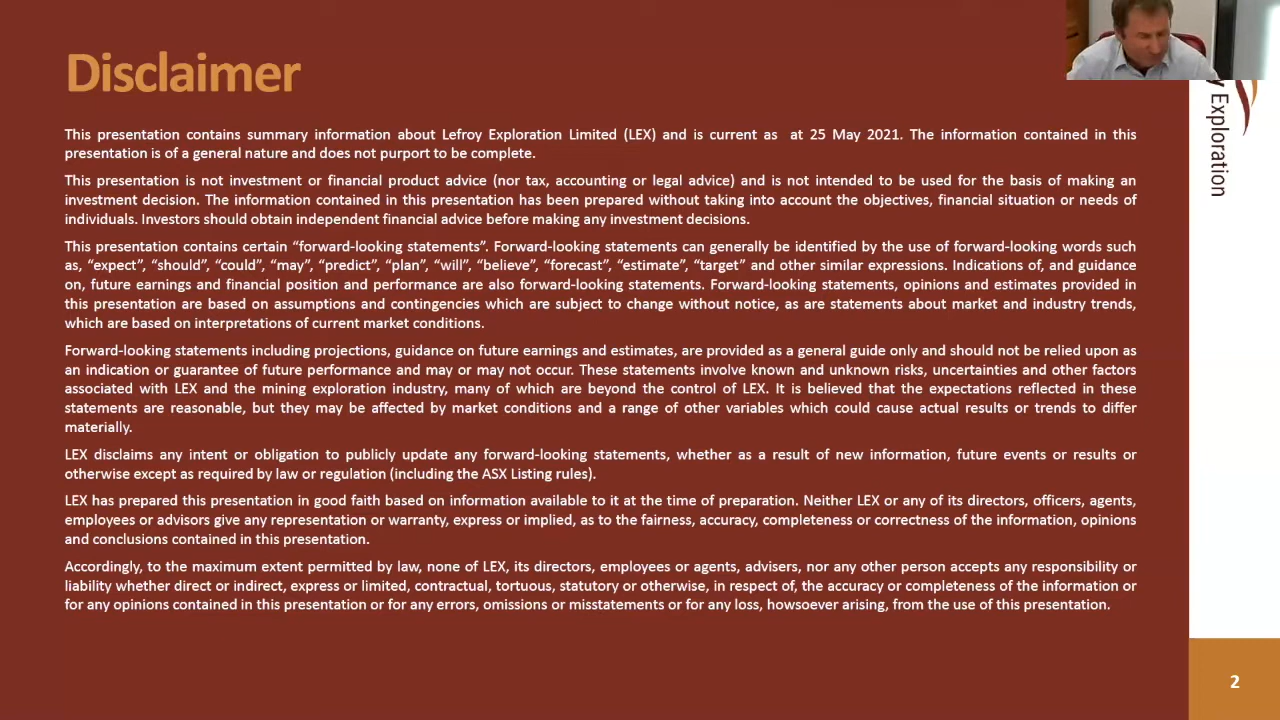 Disclaimer
This presentation contains summary information about Lefroy Exploration Limited (LEX) and is current as at 25 May 2021. The information contained in this
presentation is of a general nature and does not purport to be complete.
This presentation is not investment or financial product advice (nor tax, accounting or legal advice) and is not intended to be used for the basis of making an
investment decision. The information contained in this presentation has been prepared without taking into account the objectives, financial situation or needs of
individuals. Investors should obtain independent financial advice before making any investment decisions.
This presentation contains certain “forward-looking statements”. Forward-looking statements can generally be identified by the use of forward-looking words such
as, “expect”, “should”, “could”, “may”, “predict”, “plan”, “will”, “believe”, “forecast”, “estimate”, “target” and other similar expressions. Indications of, and guidance
on, future earnings and financial position and performance are also forward-looking statements. Forward-looking statements, opinions and estimates provided in
this presentation are based on assumptions and contingencies which are subject to change without notice, as are statements about market and industry trends,
which are based on interpretations of current market conditions.
Forward-looking statements including projections, guidance on future earnings and estimates, are provided as a general guide only and should not be relied upon as
an indication or guarantee of future performance and may or may not occur. These statements involve known and unknown risks, uncertainties and other factors
associated with LEX and the mining exploration industry, many of which are beyond the control of LEX. It is believed that the expectations reflected in these
statements are reasonable, but they may be affected by market conditions and a range of other variables which could cause actual results or trends to differ
materially.
LEX disclaims any intent or obligation to publicly update any forward-looking statements, whether as a result of new information, future events or results or
otherwise except as required by law or regulation (including the ASX Listing rules).
LEX has prepared this presentation in good faith based on information available to it at the time of preparation. Neither LEX or any of its directors, officers, agents,
employees or advisors give any representation or warranty, express or implied, as to the fairness, accuracy, completeness or correctness of the information, opinions
and conclusions contained in this presentation.
Accordingly, to the maximum extent permitted by law, none of LEX, its directors, employees or agents, advisers, nor any other person accepts any responsibility or
liability whether direct or indirect, express or limited, contractual, tortuous, statutory or otherwise, in respect of, the accuracy or completeness of the information or
for any opinions contained in this presentation or for any errors, omissions or misstatements or for any loss, howsoever arising, from the use of this presentation.
Exploration
2